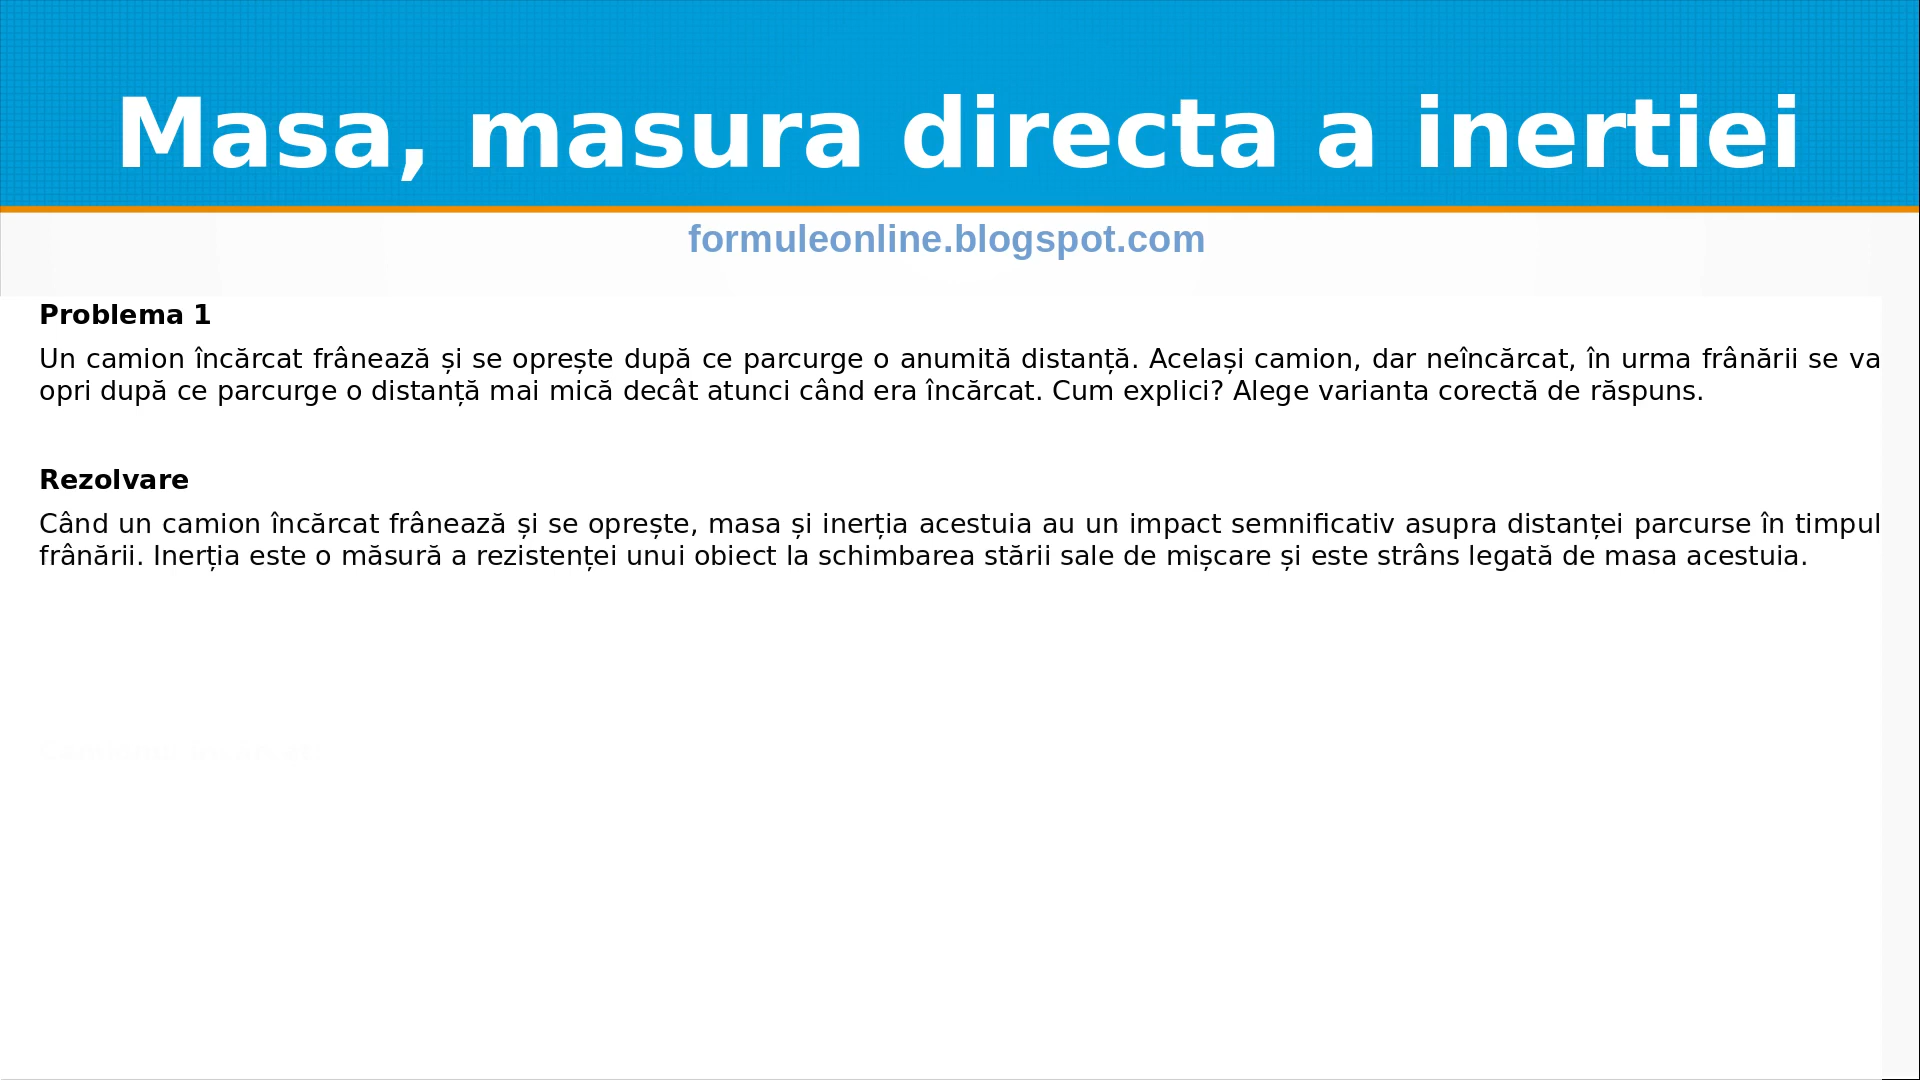 Masa, masura directa a inertiei
formuleonline.blogspot.com
Problema 1
Un camion încărcat frânează și se oprește după ce parcurge o anumită distanță. Același camion, dar neîncărcat, în urma frânării se va
opri după ce parcurge o distanță mai mică decât atunci când era încărcat. Cum explici? Alege varianta corectă de răspuns.
Rezolvare
Când un camion încărcat frânează și se oprește, masa și inerția acestuia au un impact semnificativ asupra distanței parcurse în timpul
frânării. Inerția este o măsură a rezistenței unui obiect la schimbarea stării sale de mișcare și este strâns legată de masa acestuia.